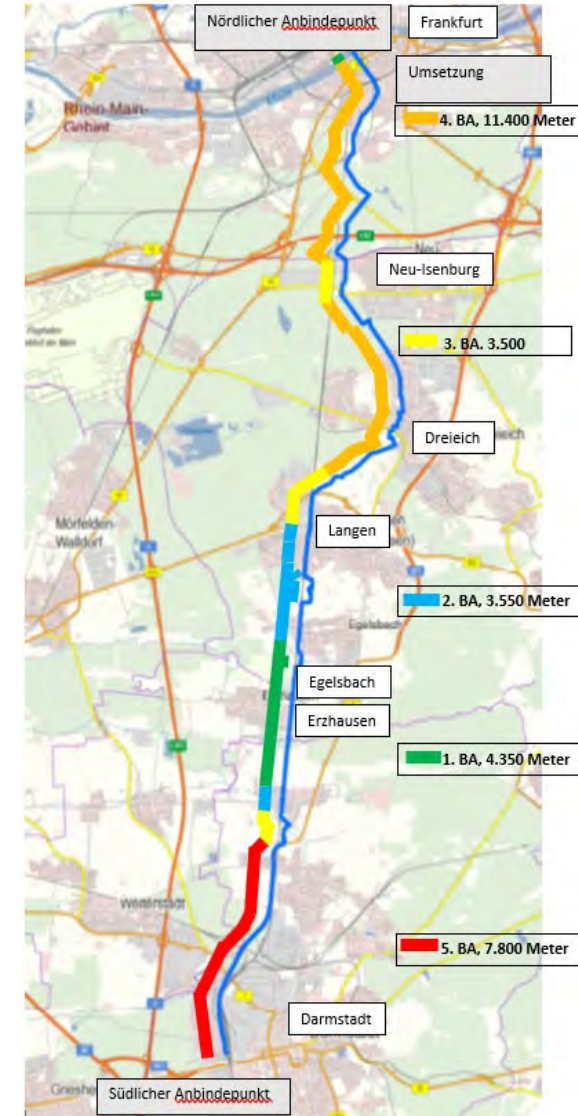 Nördlicher Anbindepunkt
Frankfurt
Umsetzung
Rhein-Main-
Gebiet
4. BA, 11.400 Meter
Neu-Isenburg
3. BA. 3.500
Dreieich
Mörfelden-
Walldorf
Langen
2. BA, 3.550 Meter
Egelsbach
Egelsbach
Erzhausen
1. BA, 4.350 Meter
Weiterstadt
5. BA, 7.800 Meter
Darmstadt
Südlicher Anbindepunkt